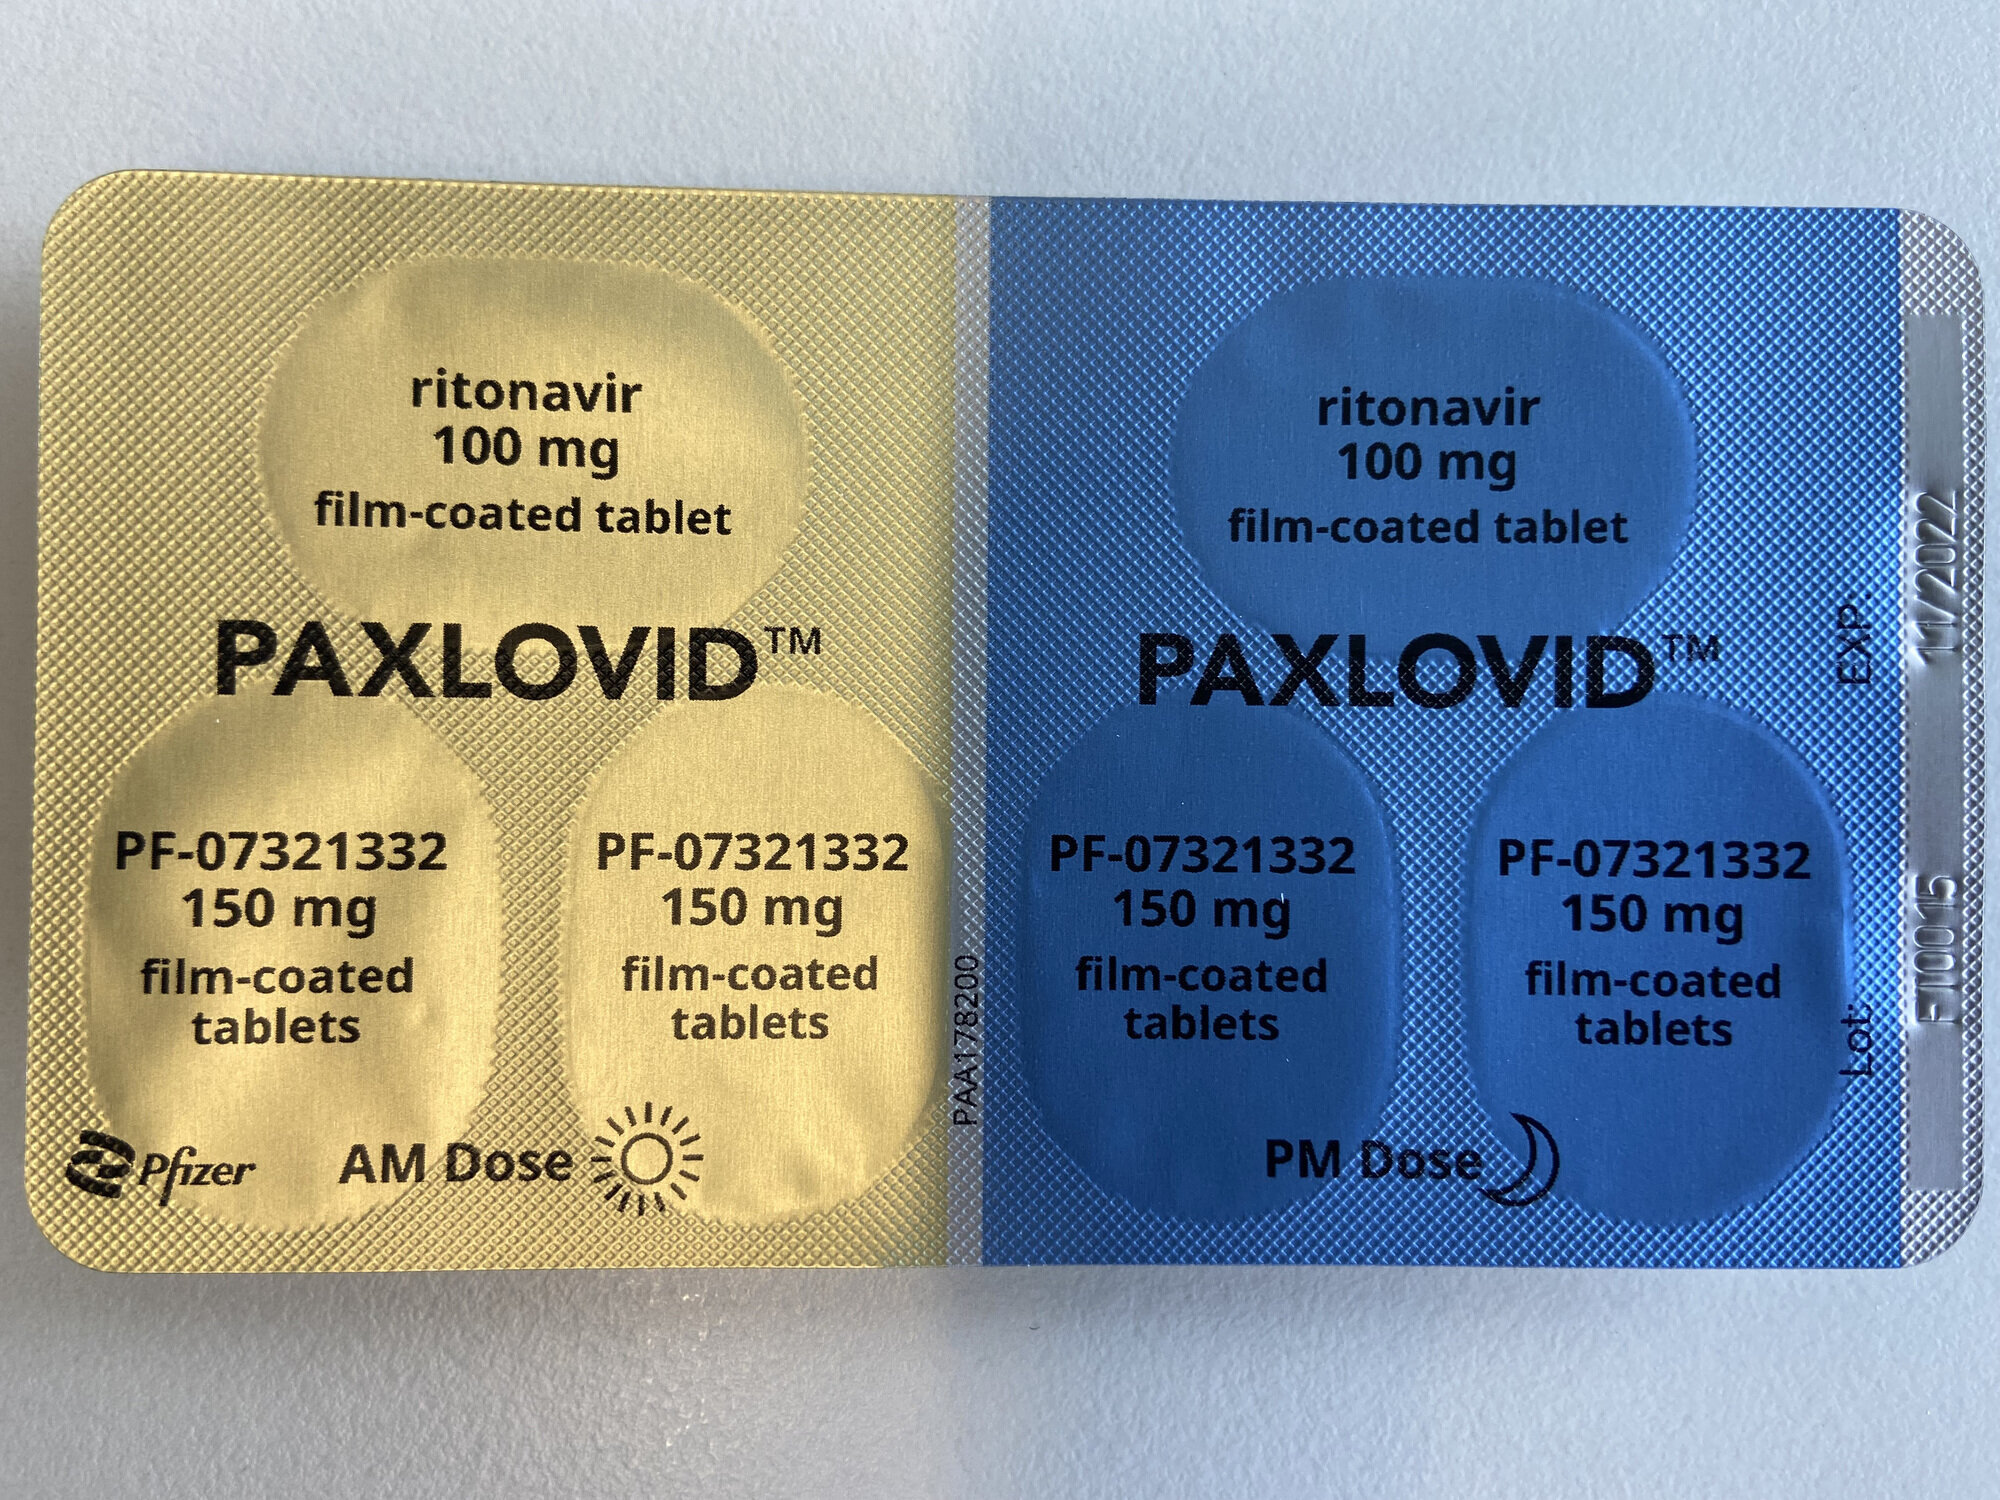 ritonavir
100 mg
film-coated tablet
PAXLOVID™
PF-07321332
150 mg
film-coated
tablets
PF-07321332
150 mg
film-coated
tablets
Pfizer
AM Dose
PAA178200
ritonavir
100 mg
film-coated tablet
PAXLOVID™
PF-07321332
150 mg
film-coated
tablets
PF-07321332
150 mg
film-coated
tablets
PM Dose
EXP.
11/2022
Lot:
FT0015